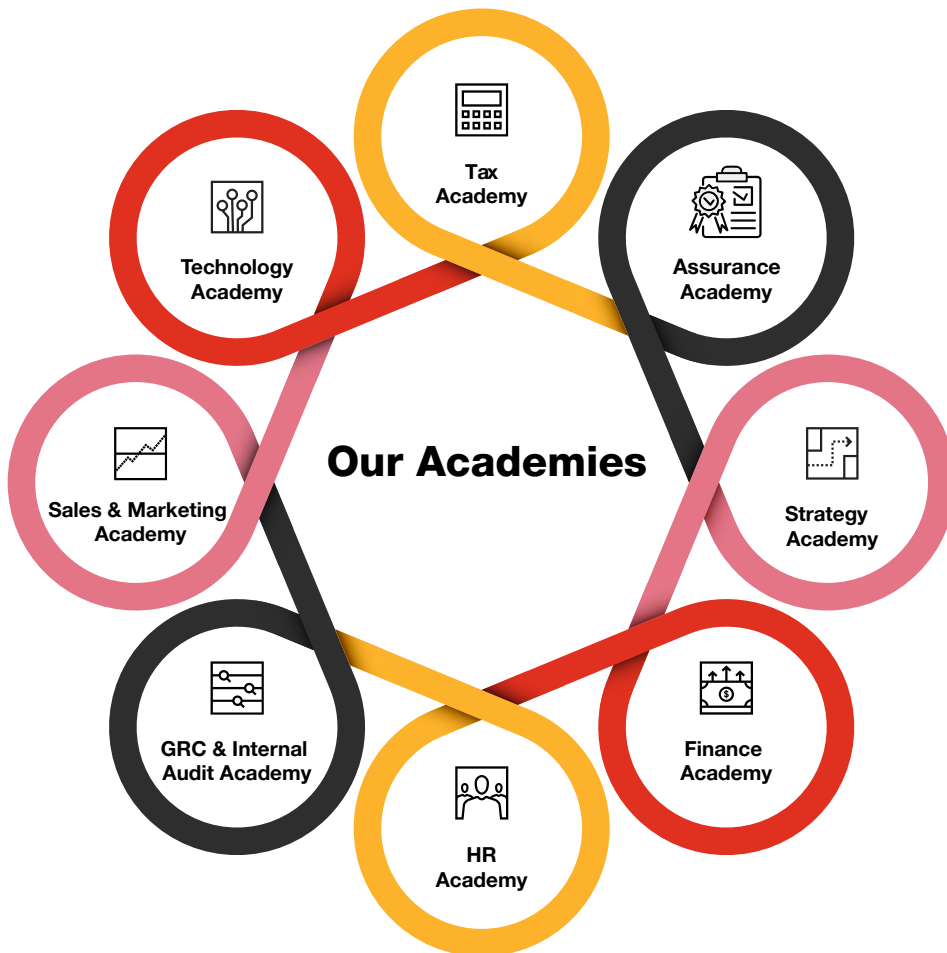 Tax
Academy
Technology
Academy
Assurance
Academy
Our Academies
Sales & Marketing
Academy
Strategy
Academy
GRC & Internal
Audit Academy
Finance
Academy
HR
Academy